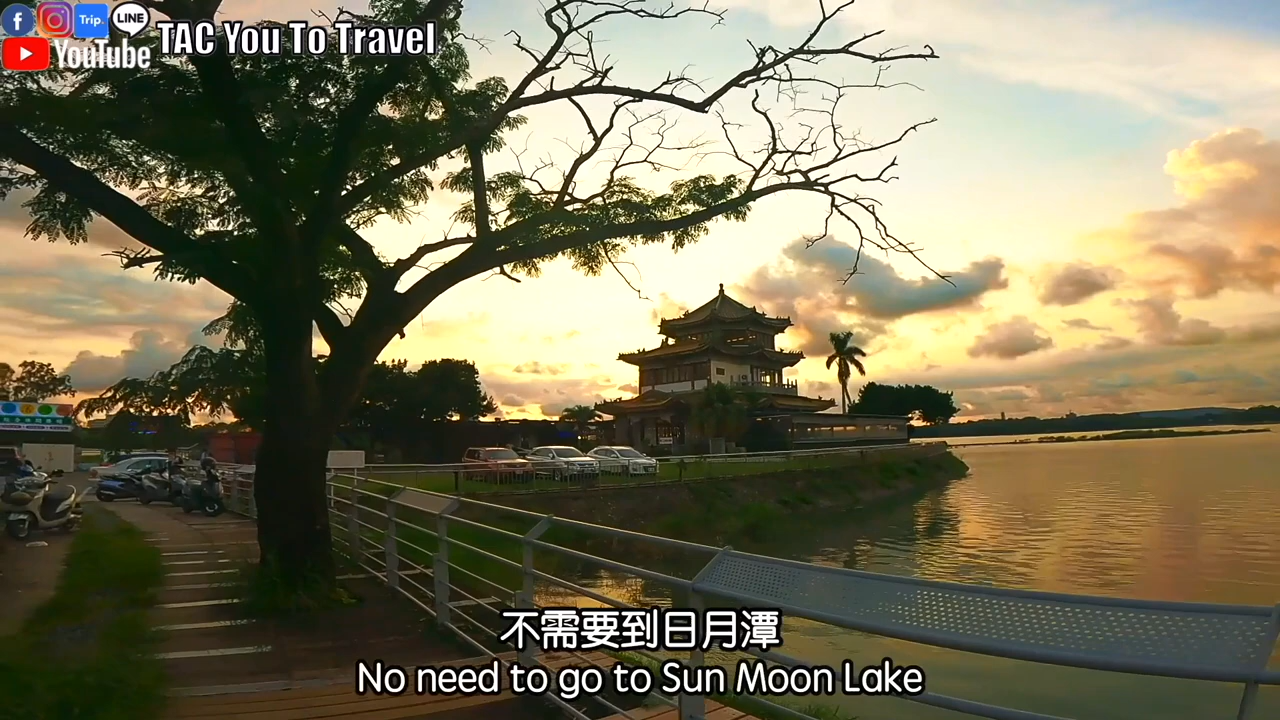 Trip.
LINE
TAC You To Travel
YouTube
不需要到日月潭
No need to go to Sun Moon Lake